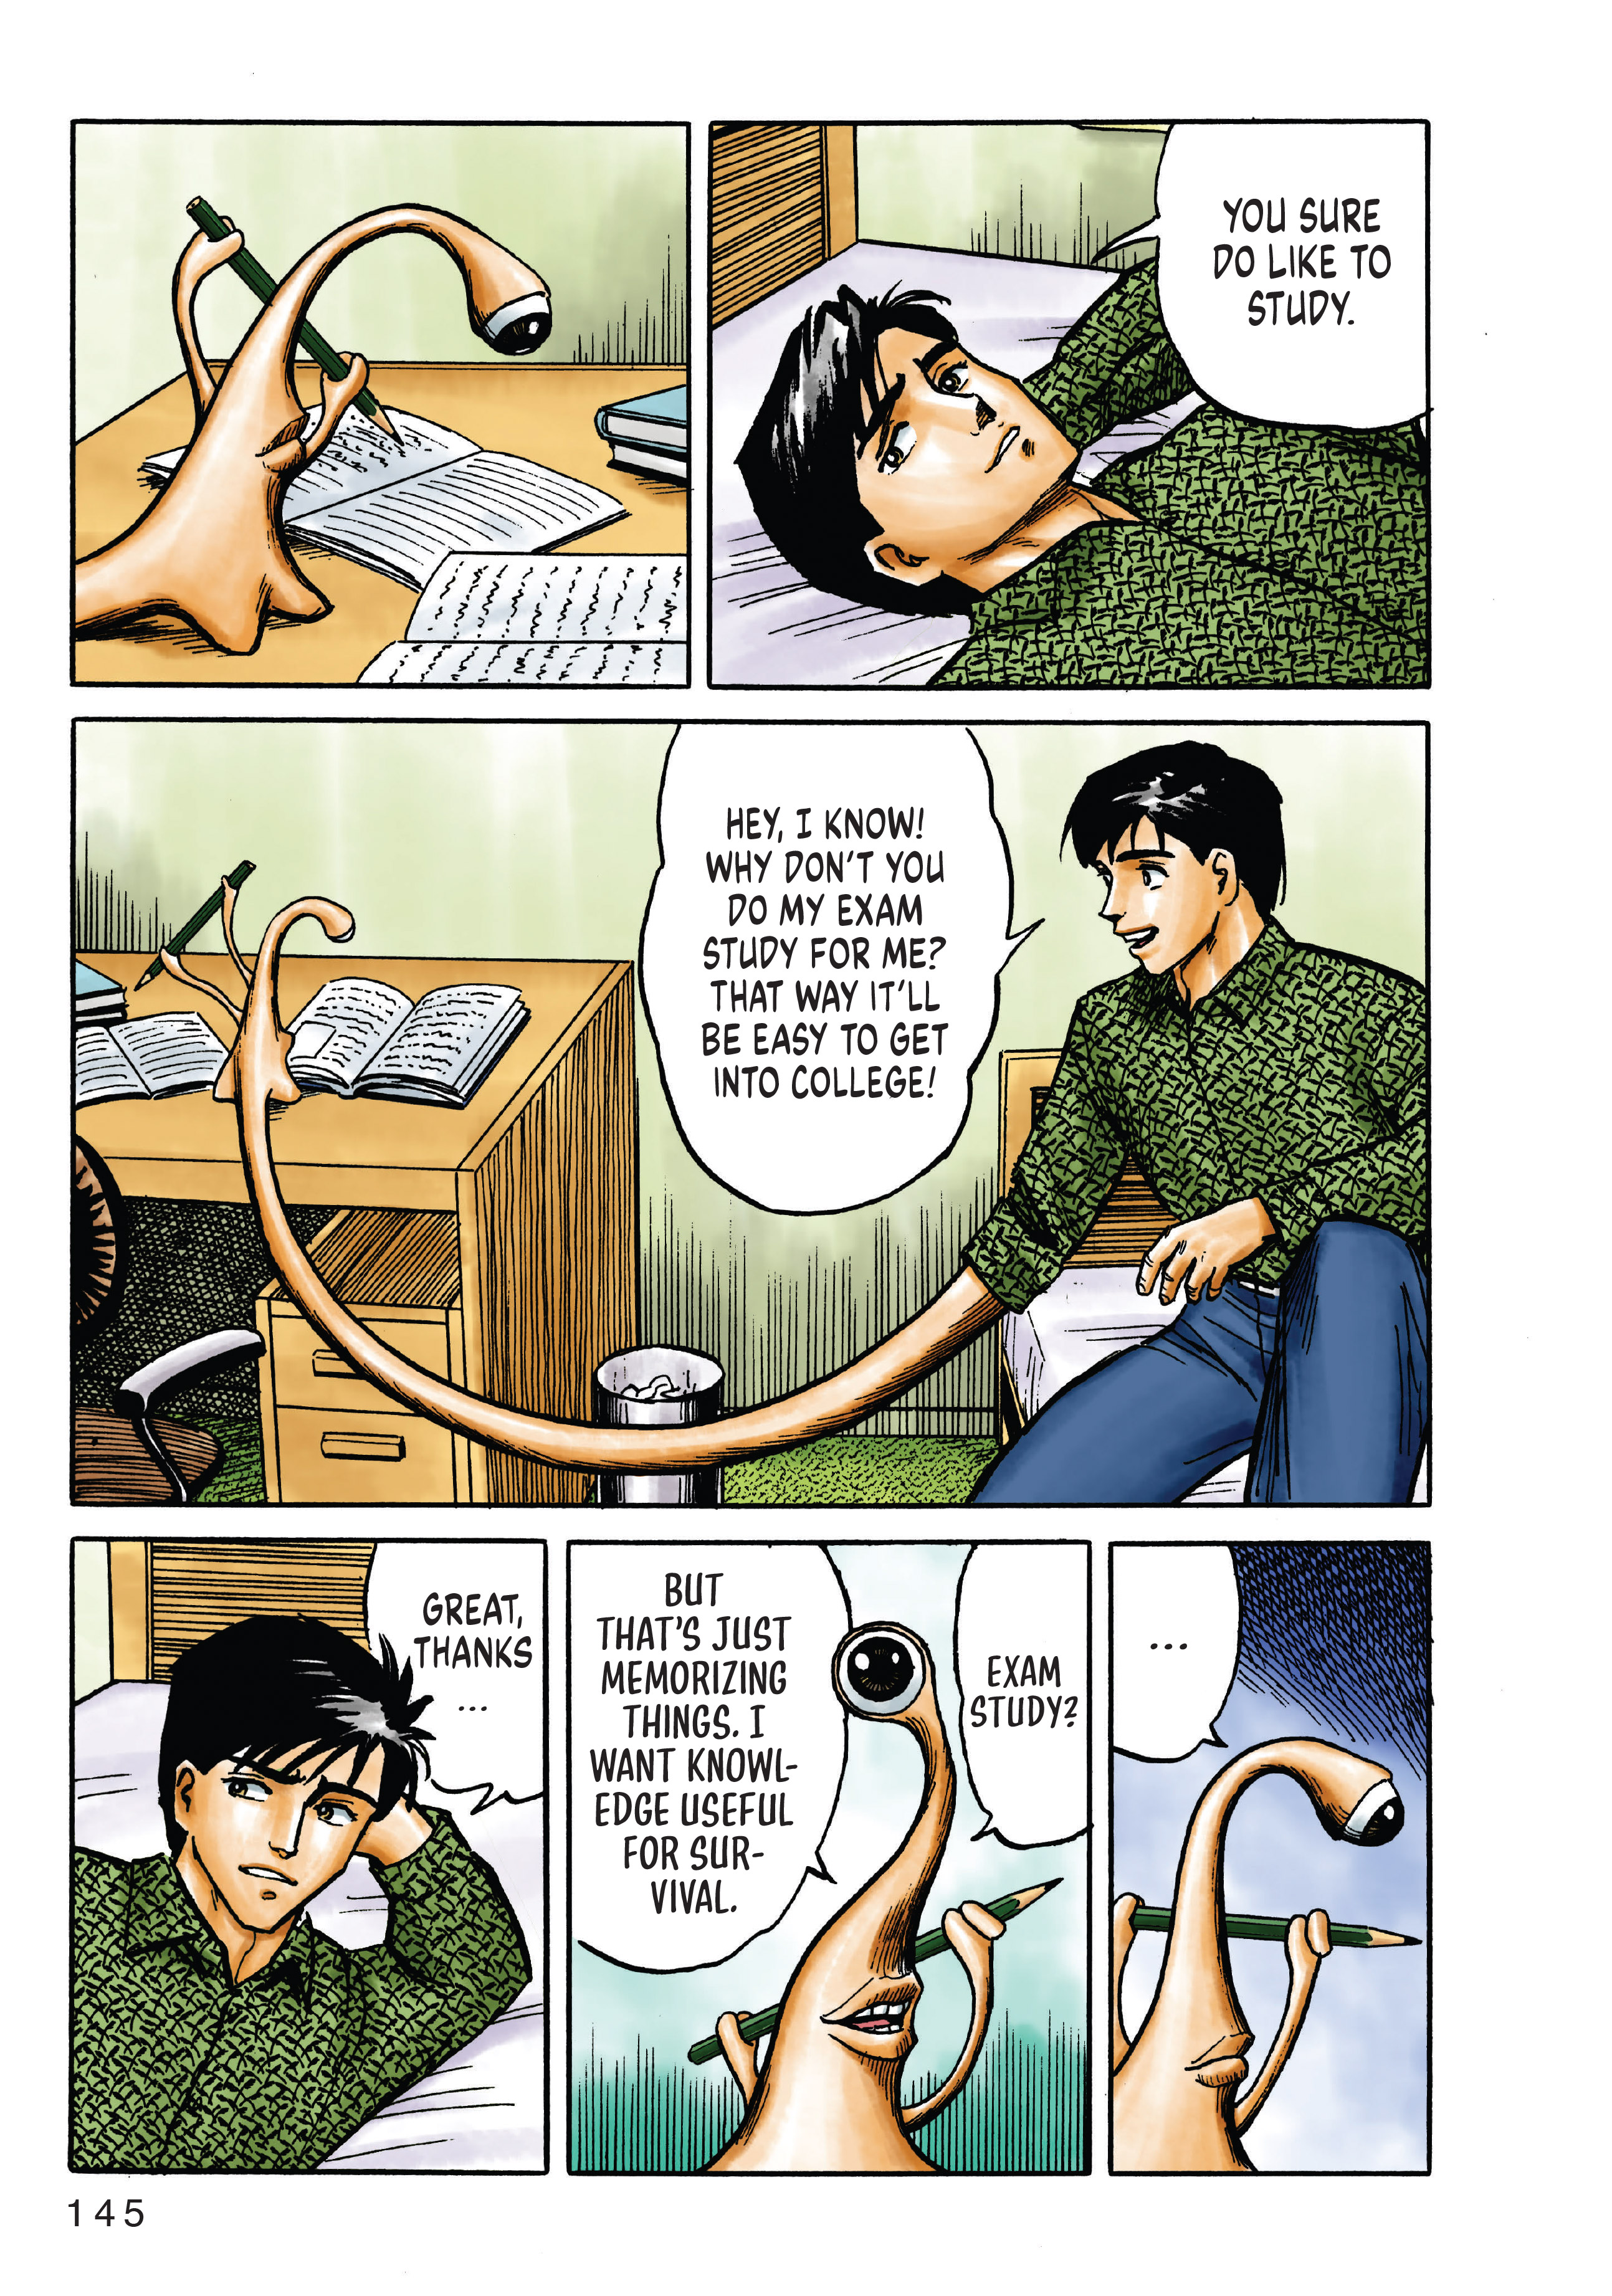 YOU SURE
DO LIKE TO
STUDY.
HEY, I KNOW!
WHY DON'T YOU
DO MY EXAM
STUDY FOR ME?
THAT WAY IT'LL
BE EASY TO GET
INTO COLLEGE!
...
EXAM
STUDY?
BUT
THAT'S JUST
MEMORIZING
THINGS. I
WANT KNOWL-
EDGE USEFUL
FOR SUR-
VIVAL.
GREAT,
THANKS
...
145